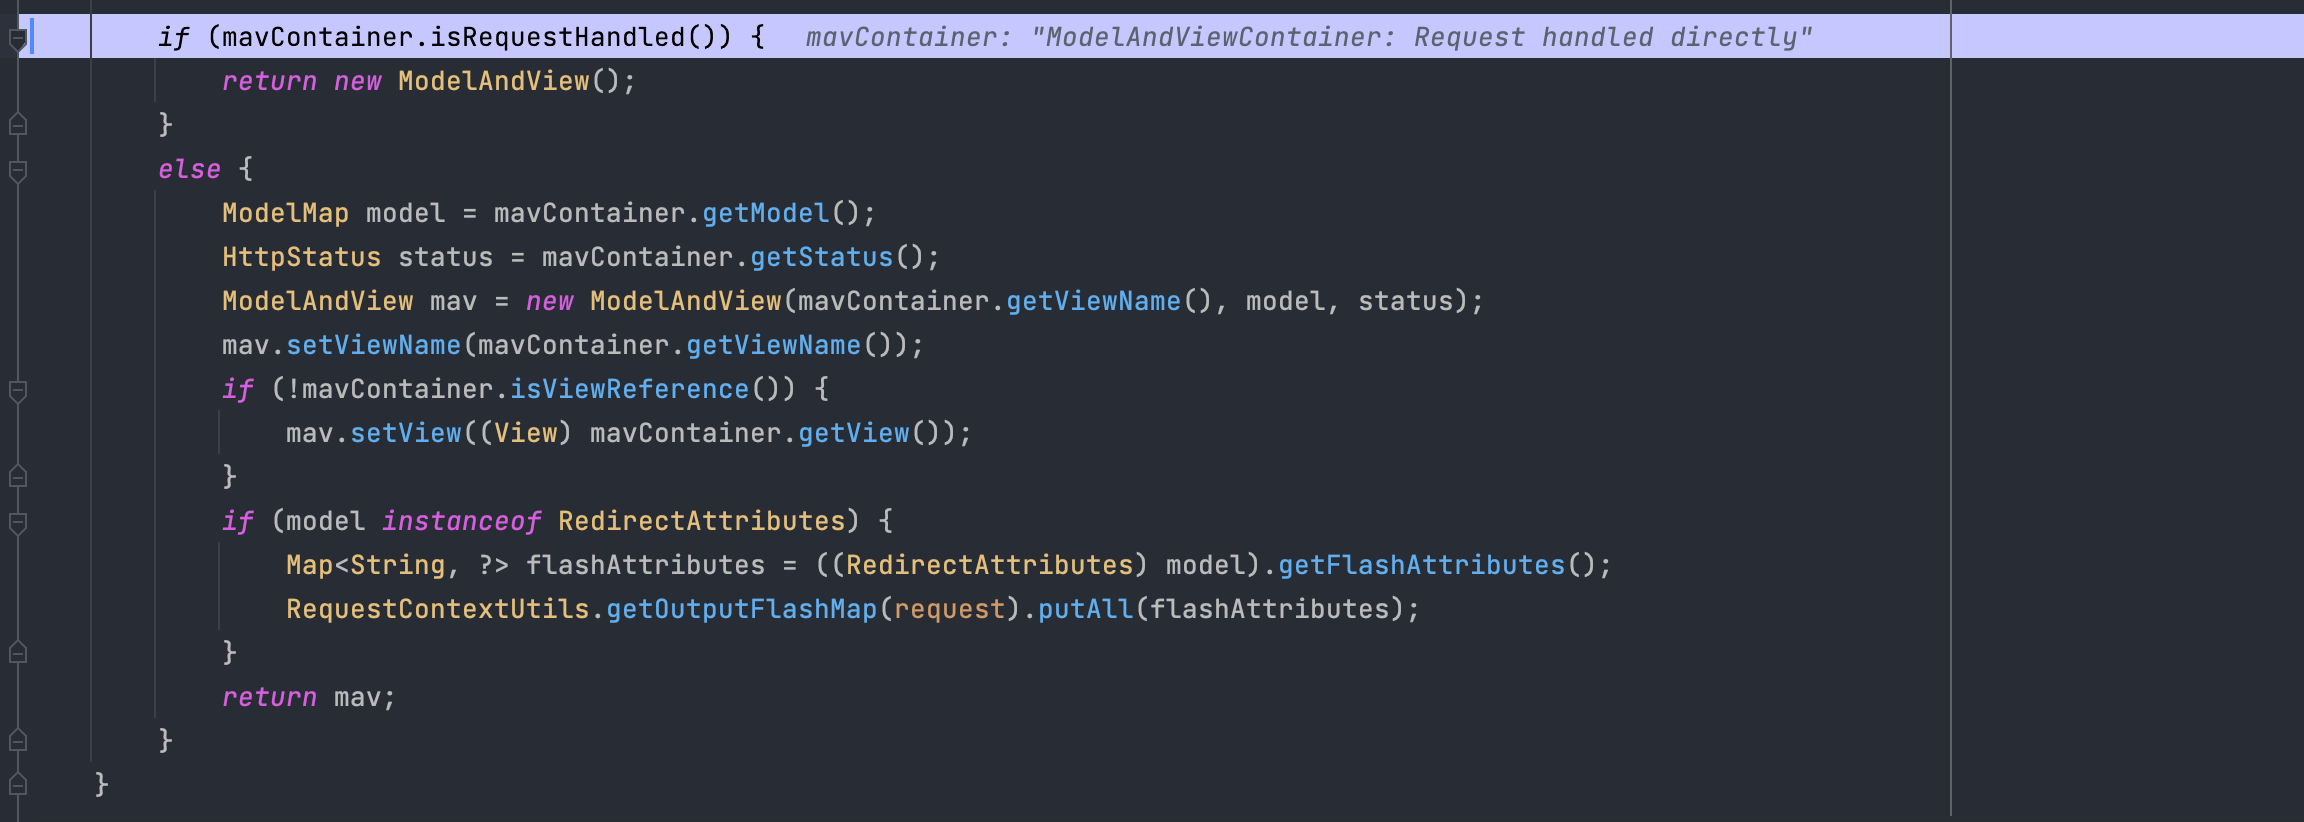 if (mavContainer.isRequestHandled()) {   mavContainer: "ModelAndViewContainer: Request handled directly"
return new ModelAndView();
}
else {
ModelMap model = mavContainer.getModel();
HttpStatus status = mavContainer.getStatus();
ModelAndView mav = new ModelAndView(mavContainer.getViewName(), model, status);
mav.setViewName(mavContainer.getViewName());
if (!mavContainer.isViewReference()) {
mav.setView((View) mavContainer.getView());
}
if (model instanceof RedirectAttributes) {
Map<String, ?> flashAttributes = ((RedirectAttributes) model).getFlashAttributes();
RequestContextUtils.getOutputFlashMap(request).putAll(flashAttributes);
}
return mav;
}
}